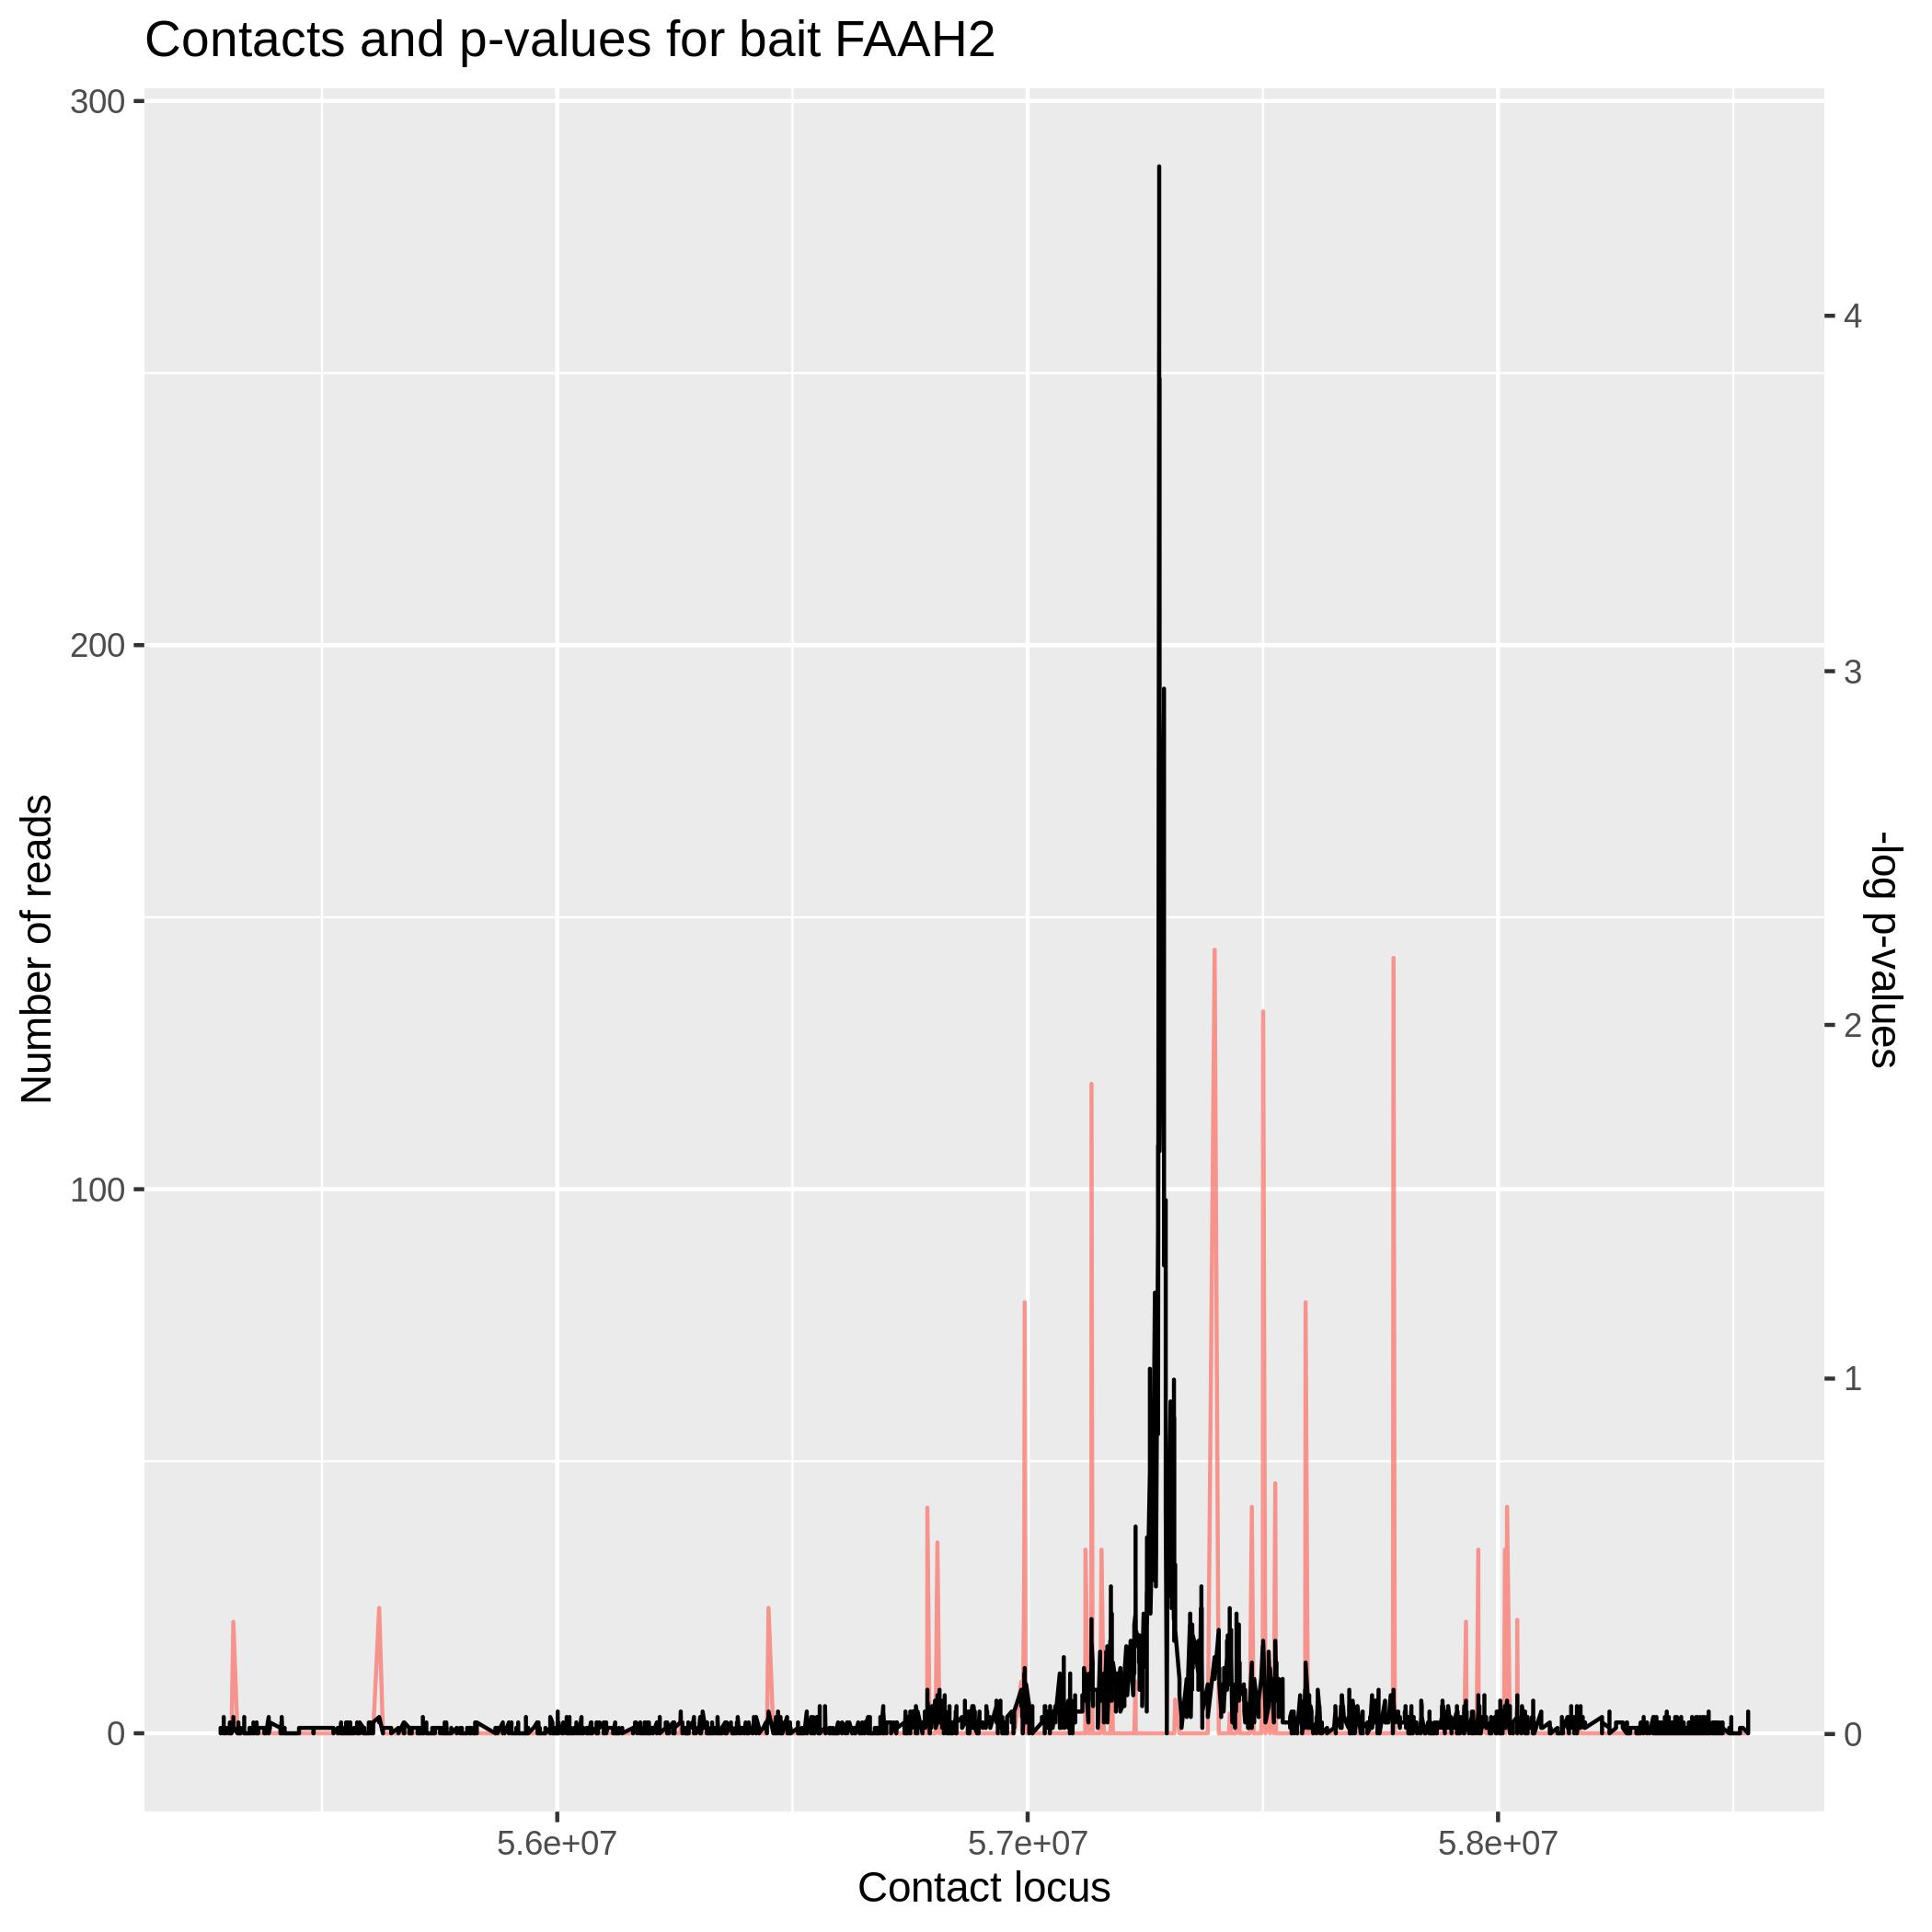 Contacts and p-values for bait FAAH2
300
200
100
0
Number of reads
4
3
2
1
0
-log p-values
5.6e+07
5.7e+07
5.8e+07
Contact locus